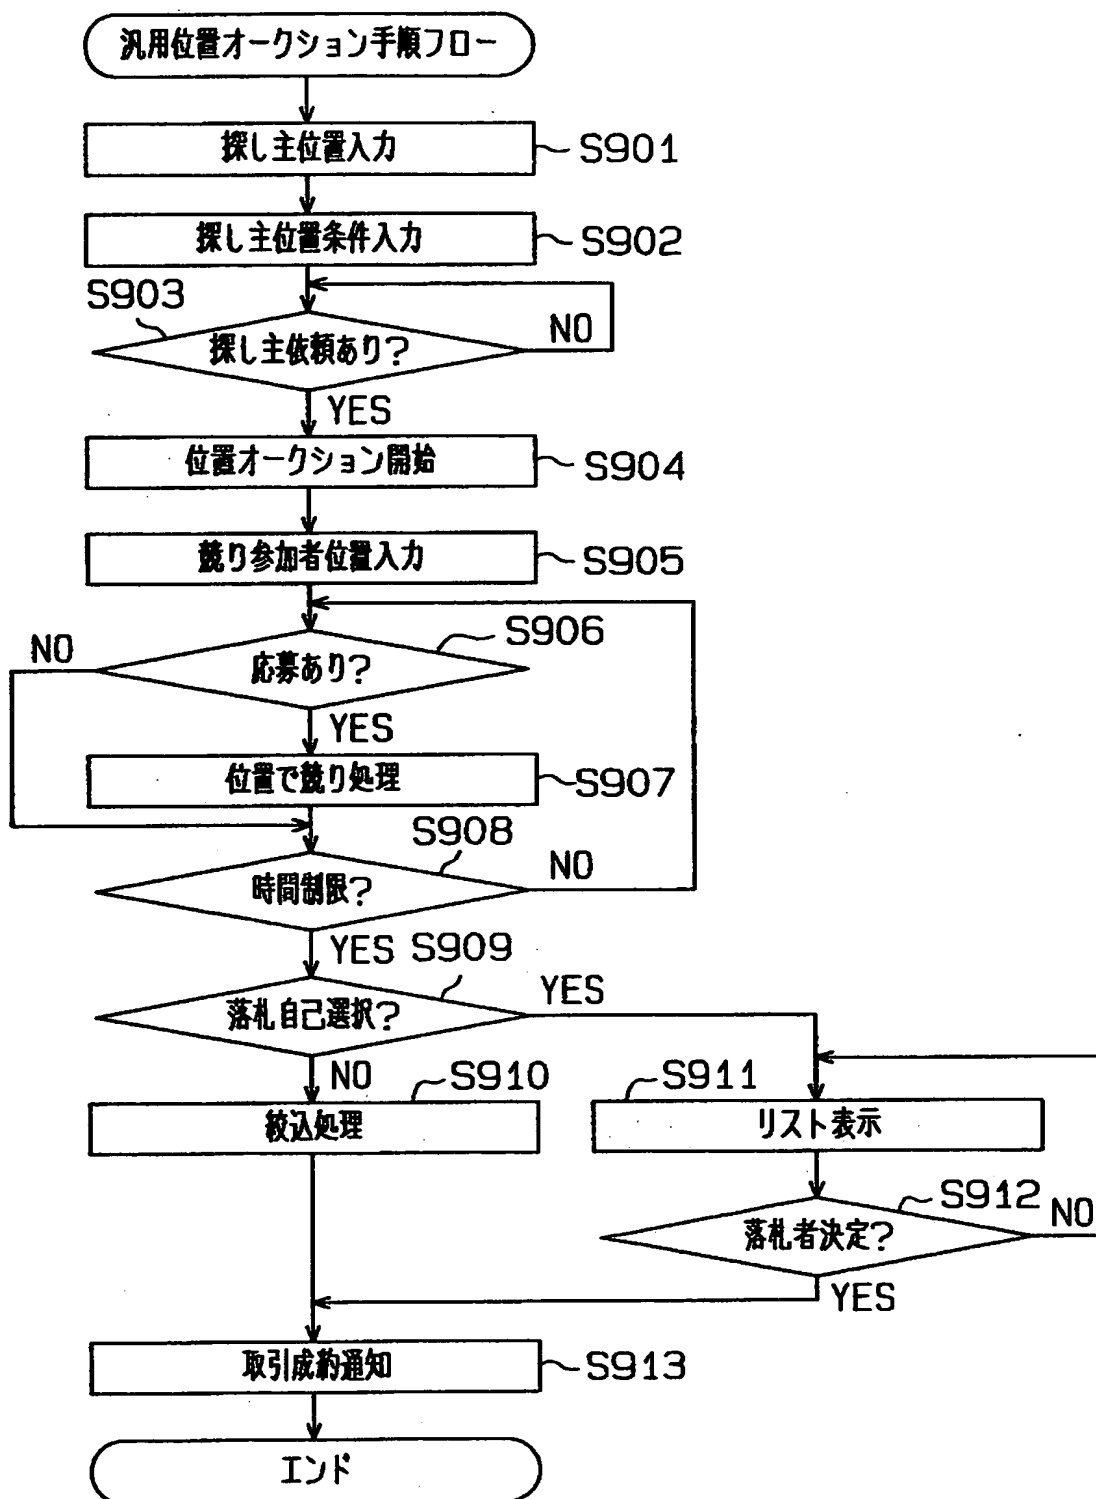 汎用位置オークション手順フロー
探し主位置入力
S901
探し主位置条件入力
S902
S903
探し主依頼あり?
NO
YES
位置オークション開始
S904
競り参加者位置入力
S905
S906
NO
応募あり?
YES
位置で競り処理
S907
S908
時間制限?
NO
YES
S909
落札自己選択?
YES
NO
S910
絞込処理
S911
リスト表示
S912
落札者決定?
NO
YES
取引成約通知
S913
エンド